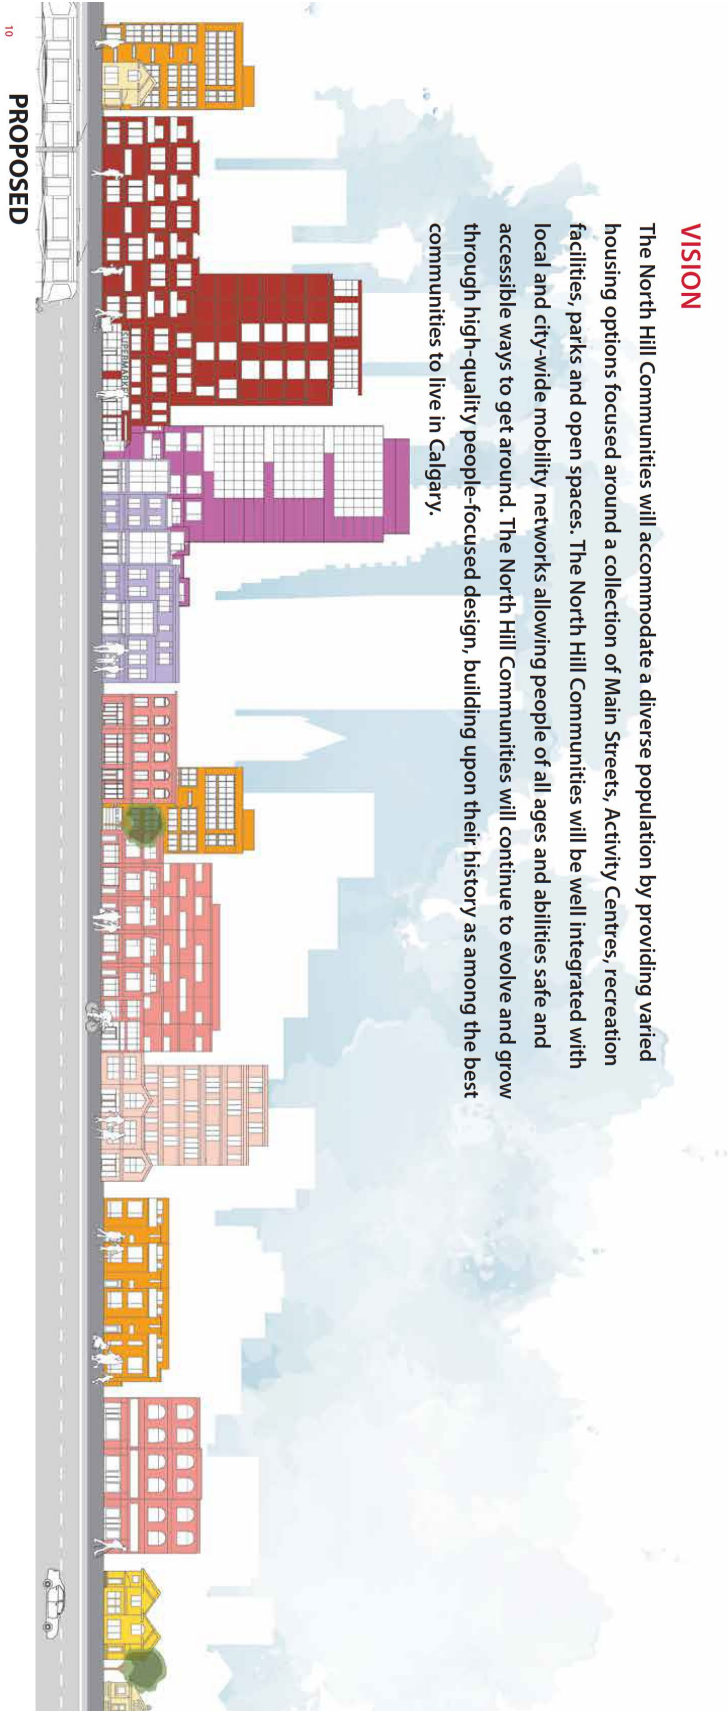 VISION
The North Hill Communities will accommodate a diverse population by providing varied
housing options focused around a collection of Main Streets, Activity Centres, recreation
facilities, parks and open spaces. The North Hill Communities will be well integrated with
local and city-wide mobility networks allowing people of all ages and abilities safe and
accessible ways to get around. The North Hill Communities will continue to evolve and grow
through high-quality people-focused design, building upon their history as among the best
communities to live in Calgary.
SUPERMARKET
PROPOSED
10